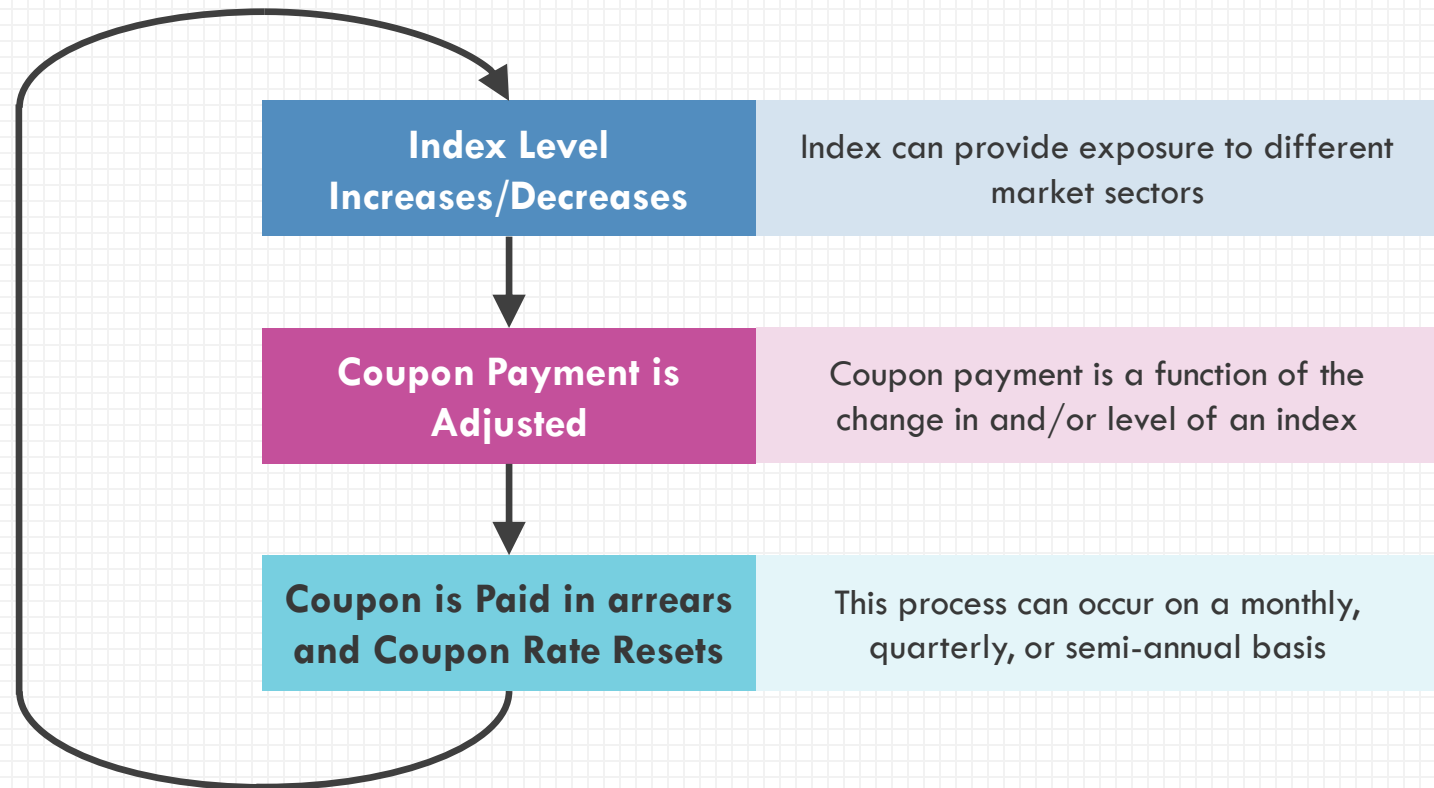 Index Level
Increases/Decreases
Index can provide exposure to different
market sectors
Coupon Payment is
Adjusted
Coupon payment is a function of the
change in and/or level of an index
Coupon is Paid in arrears
and Coupon Rate Resets
This process can occur on a monthly,
quarterly, or semi-annual basis